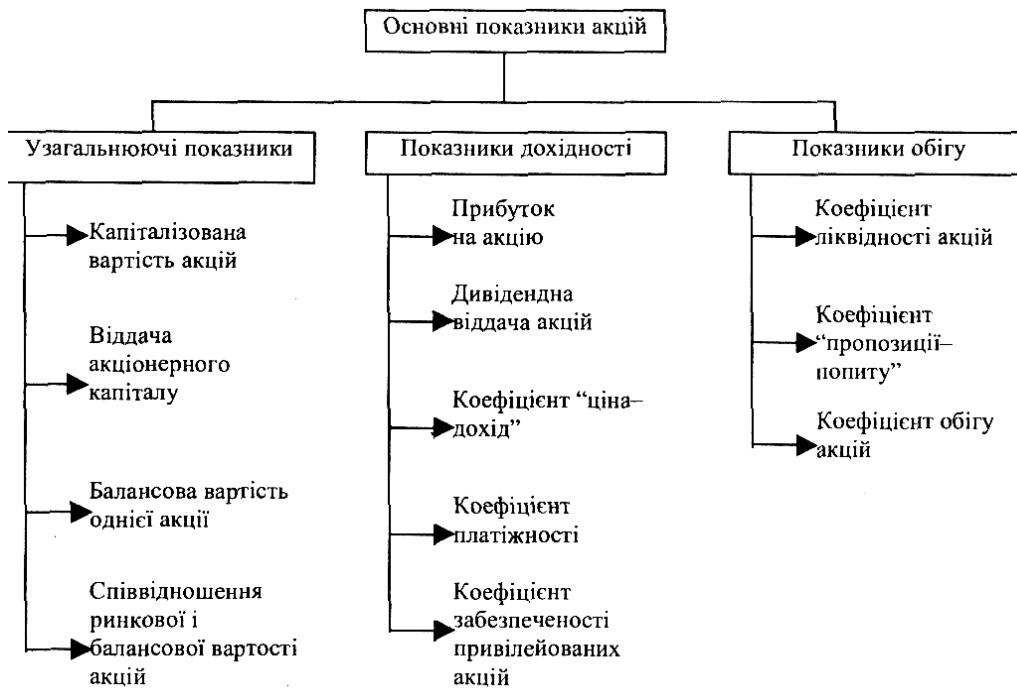 Основні показники акцій
Узагальнюючі показники
Капіталізована
вартість акцій
Віддача
акціонерного
капіталу
Балансова вартість
однієї акції
Співвідношення
ринкової і
балансової вартості
акцій
Показники дохідності
Прибуток
на акцію
Дивідендна
віддача акцій
Коефіцієнт “ціна–
дохід”
Коефіцієнт
платіжності
Коефіцієнт
забезпеченості
привілейованих
акцій
Показники обігу
Коефіцієнт
ліквідності акцій
Коефіцієнт
“пропозиції–
попиту”
Коефіцієнт обігу
акцій